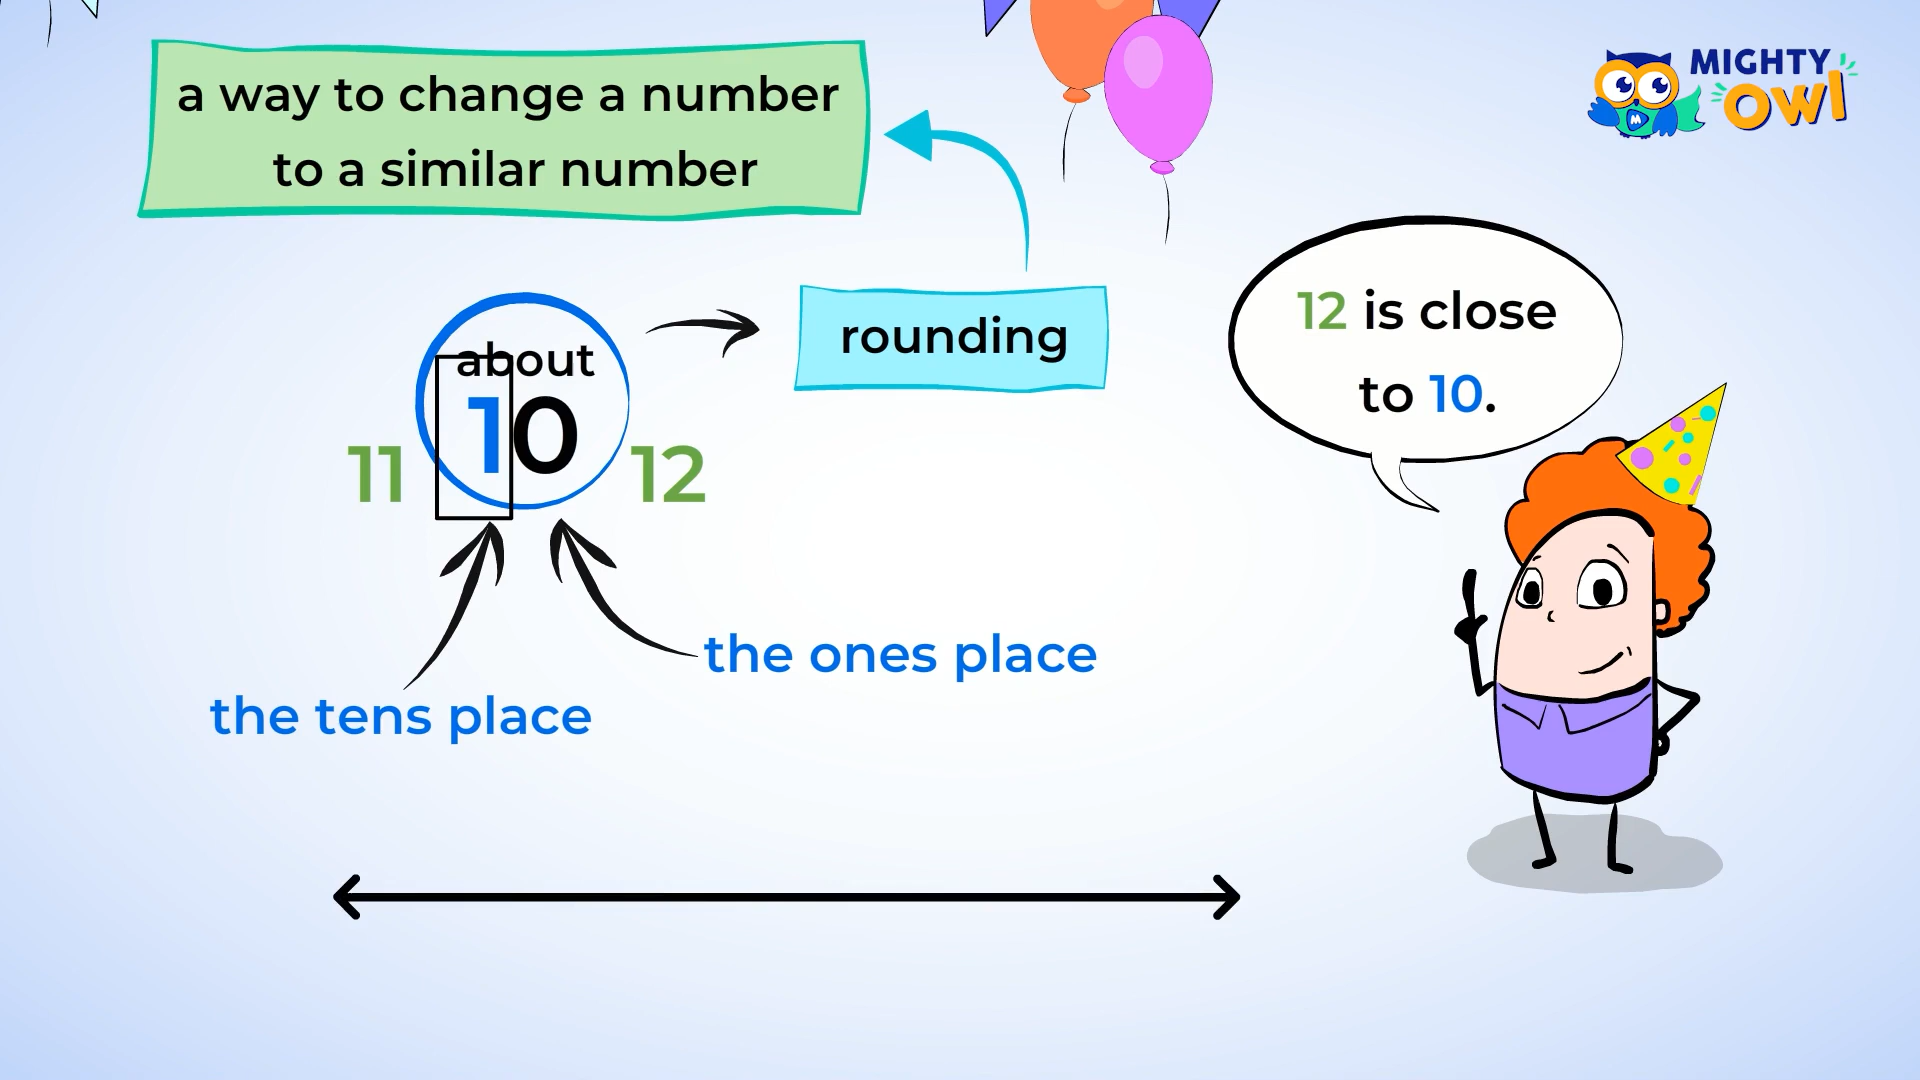 a way to change a number
to a similar number
MIGHTY
OWL
M
rounding
12 is close
to 10.
about
10
11
12
the ones place
the tens place